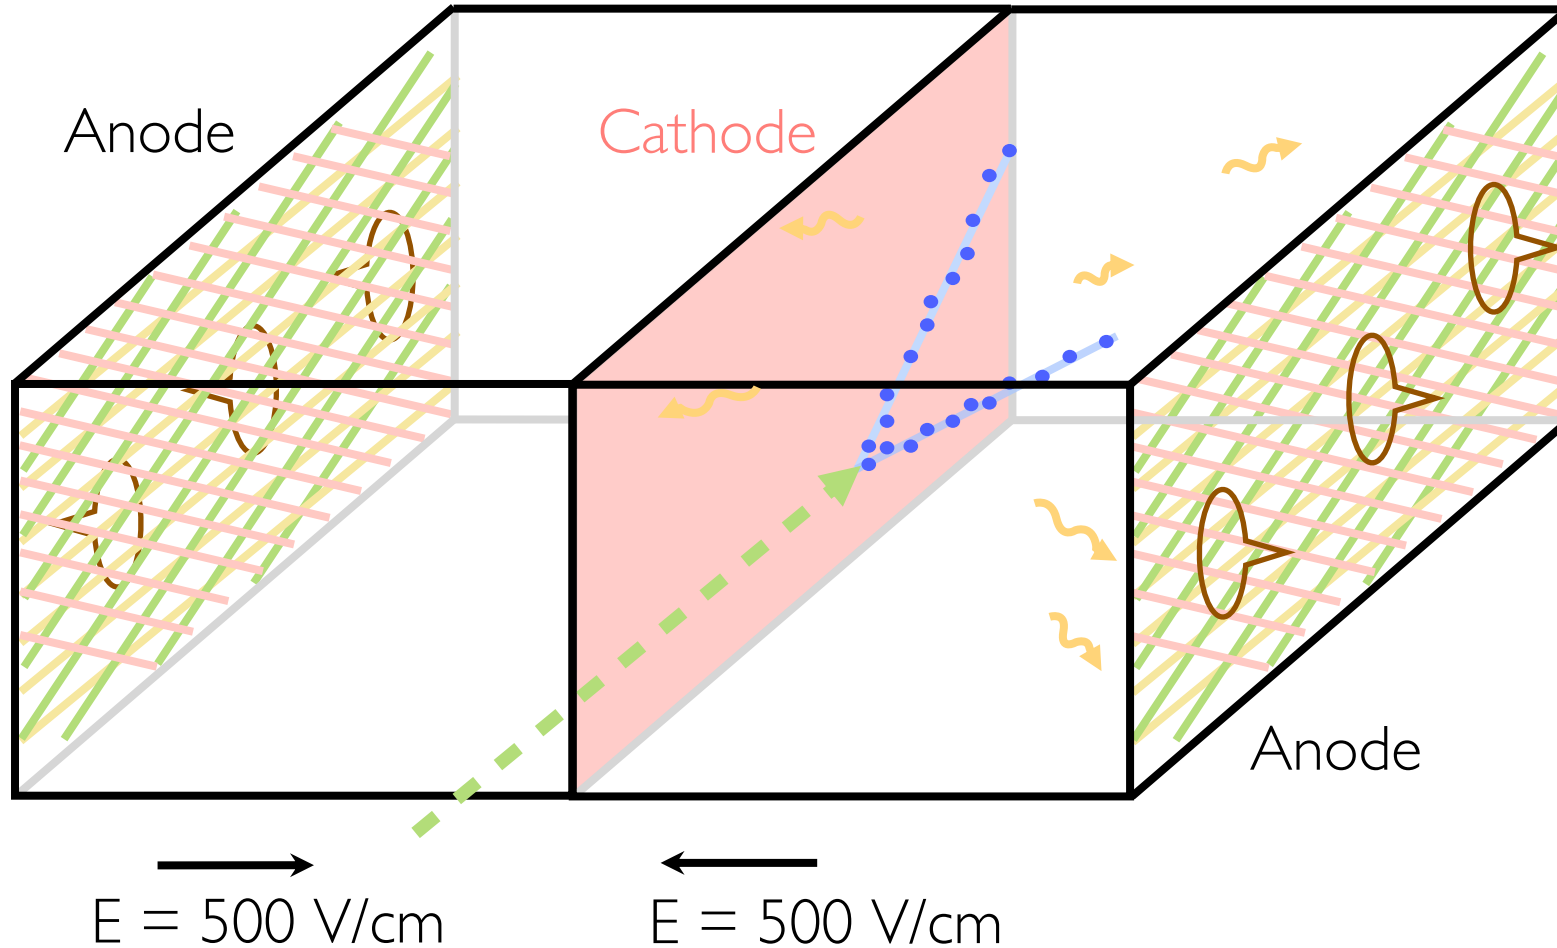 Anode
Cathode
Anode
E = 500 V/cm
E = 500 V/cm